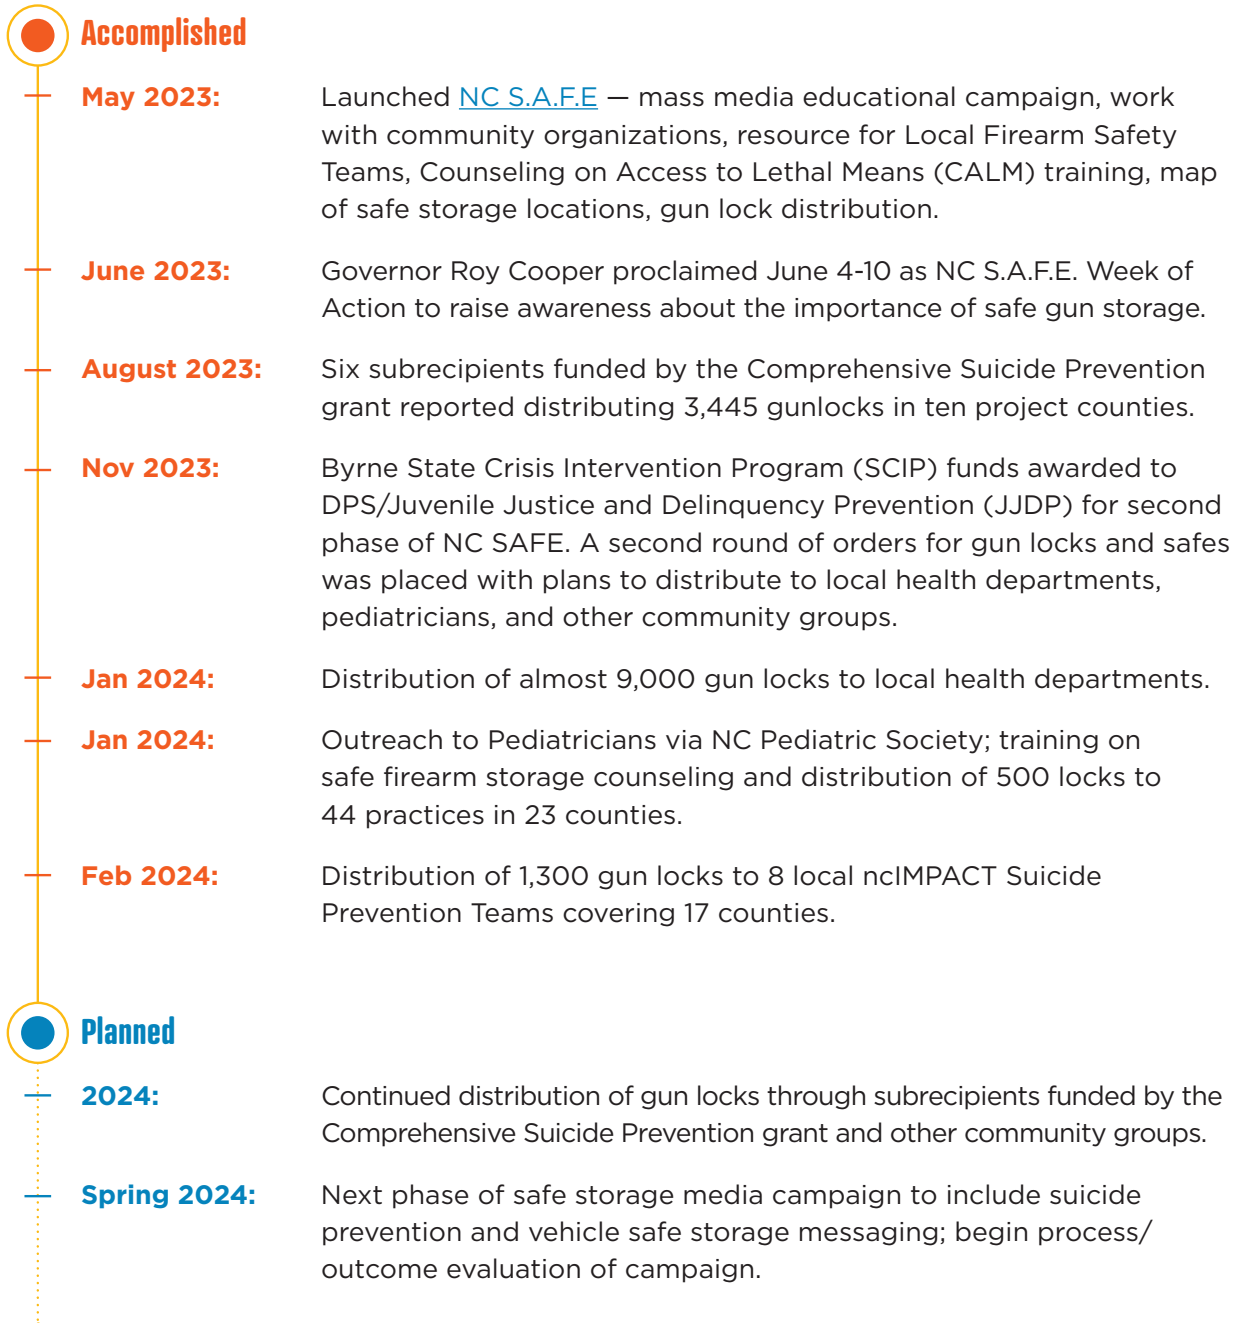 Accomplished
May 2023: Launched NC S.A.F.E — mass media educational campaign, work
with community organizations, resource for Local Firearm Safety
Teams, Counseling on Access to Lethal Means (CALM) training, map
of safe storage locations, gun lock distribution.
June 2023: Governor Roy Cooper proclaimed June 4-10 as NC S.A.F.E. Week of
Action to raise awareness about the importance of safe gun storage.
August 2023: Six subrecipients funded by the Comprehensive Suicide Prevention
grant reported distributing 3,445 gunlocks in ten project counties.
Nov 2023: Byrne State Crisis Intervention Program (SCIP) funds awarded to
DPS/Juvenile Justice and Delinquency Prevention (JJDP) for second
phase of NC SAFE. A second round of orders for gun locks and safes
was placed with plans to distribute to local health departments,
pediatricians, and other community groups.
Jan 2024: Distribution of almost 9,000 gun locks to local health departments.
Jan 2024: Outreach to Pediatricians via NC Pediatric Society; training on
safe firearm storage counseling and distribution of 500 locks to
44 practices in 23 counties.
Feb 2024: Distribution of 1,300 gun locks to 8 local ncIMPACT Suicide
Prevention Teams covering 17 counties.
Planned
2024: Continued distribution of gun locks through subrecipients funded by the
Comprehensive Suicide Prevention grant and other community groups.
Spring 2024: Next phase of safe storage media campaign to include suicide
prevention and vehicle safe storage messaging; begin process/
outcome evaluation of campaign.